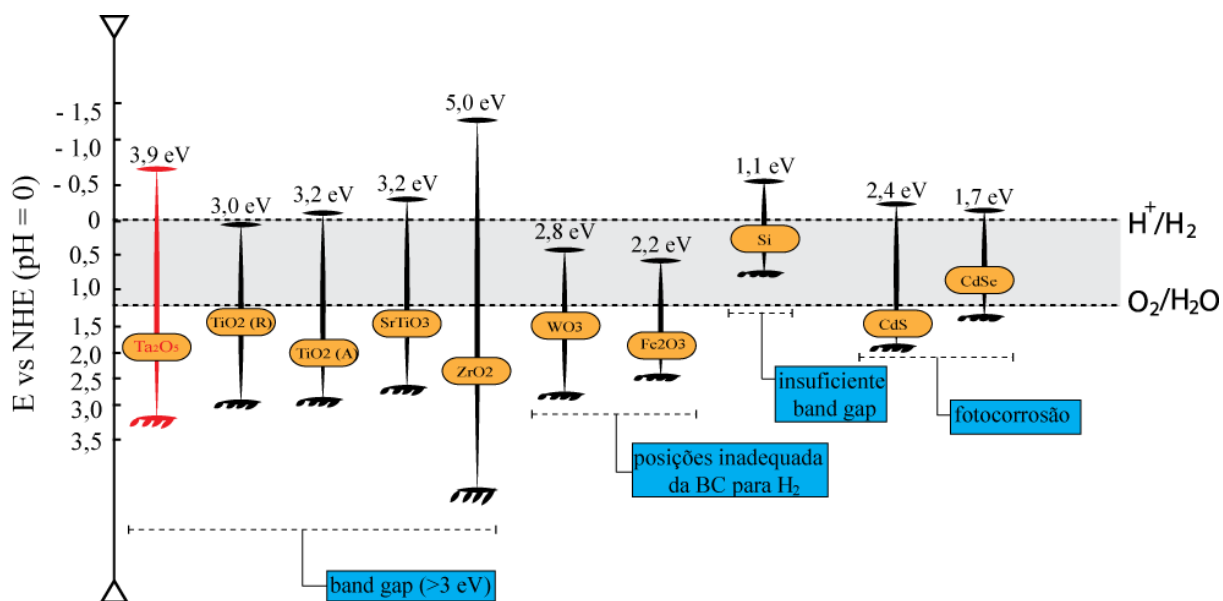 E vs NHE (pH = 0)
- 1,5
- 1,0
- 0,5
0
0,5
1,0
1,5
2,0
2,5
3,0
3,5
3,9 eV
3,0 eV
3,2 eV
3,2 eV
5,0 eV
2,8 eV
2,2 eV
1,1 eV
2,4 eV
1,7 eV
H⁺/H₂
O₂/H₂O
Ta₂O₅
TiO2 (R)
TiO2 (A)
SrTiO3
ZrO2
WO3
Fe2O3
Si
CdS
CdSe
insuficiente
band gap
fotocorrosão
posições inadequada
da BC para H₂
band gap (>3 eV)